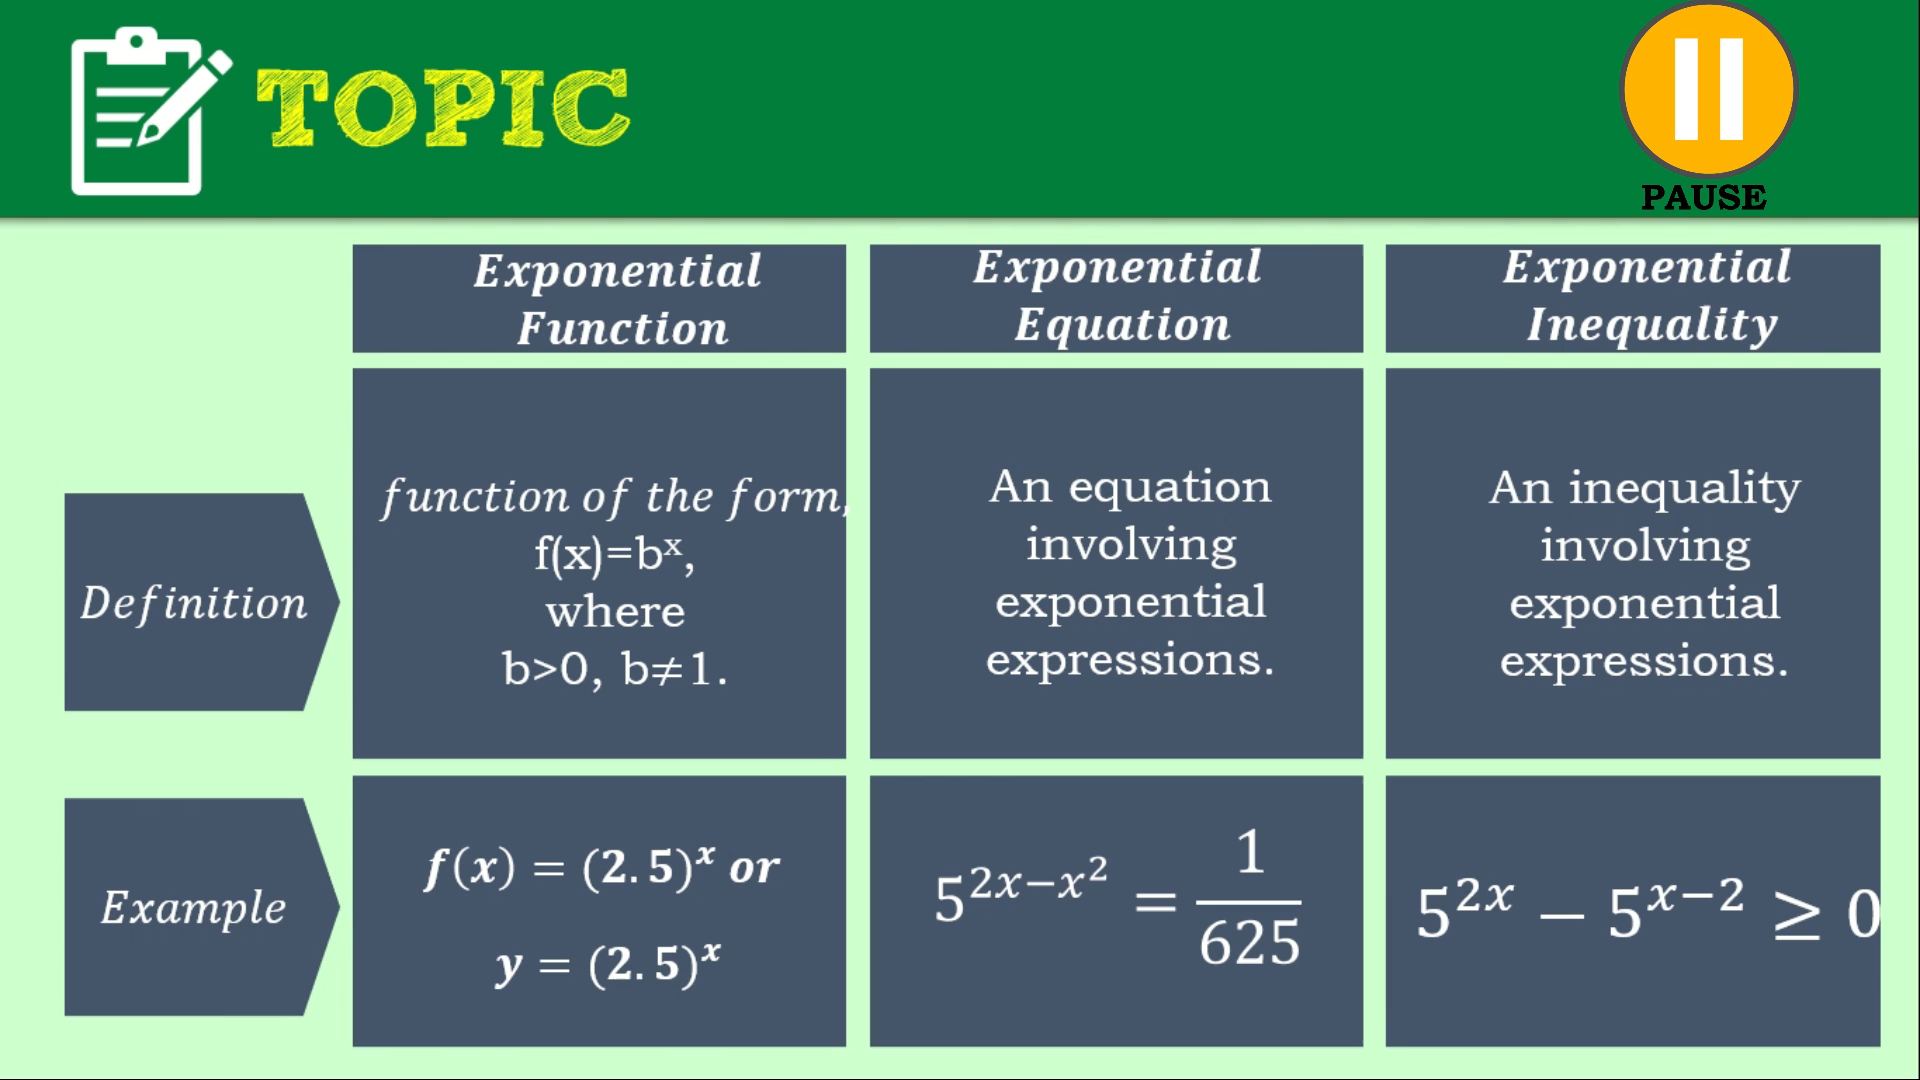 TOPIC
PAUSE
Exponential
Function
Exponential
Equation
Exponential
Inequality
Definition
function of the form,
f(x)=bˣ,
where
b>0, b≠1.
An equation
involving
exponential
expressions.
An inequality
involving
exponential
expressions.
Example
f(x) = (2.5)ˣ or
y = (2.5)ˣ
5^{2x−x²} = 1/625
5^{2x} − 5^{x−2} ≥ 0